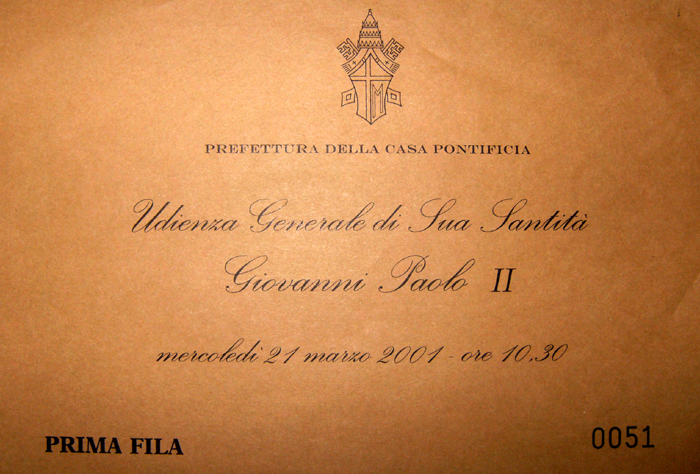 M
PREFETTURA DELLA CASA PONTIFICIA
Udienza Generale di Sua Santità
Giovanni Paolo II
mercoledì 21 marzo 2001 - ore 10.30
PRIMA FILA
0051